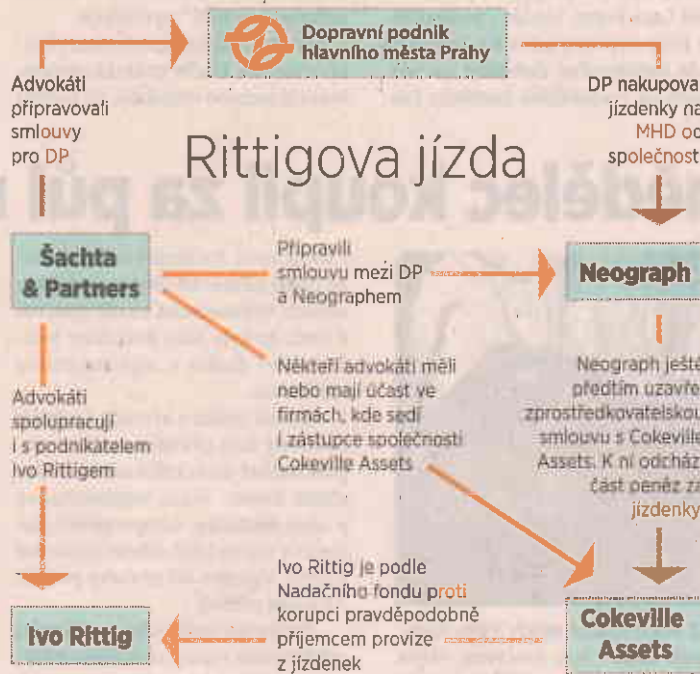 Dopravní podnik
hlavního města Prahy
Advokáti
připravovali
smlouvy
pro DP
DP nakupova
jízdenky na
MHD od
společnost
Rittigova jízda
Šachta
& Partners
Připravili
smlouvu mezi DP
a Neographem
Neograph
Advokáti
spolupracují
i s podnikatelem
Ivo Rittigem
Někteří advokáti měli
nebo mají účast ve
firmách, kde sedí
i zástupce společnosti
Cokeville Assets
Neograph ještě
předtím uzavře
zprostředkovatelskou
smlouvu s Cokeville
Assets. K ní odchází
část peněz za
jízdenky
Ivo Rittig
Ivo Rittig je podle
Nadačního fondu proti
korupci pravděpodobně
příjemcem provize
z jízdenek
Cokeville
Assets